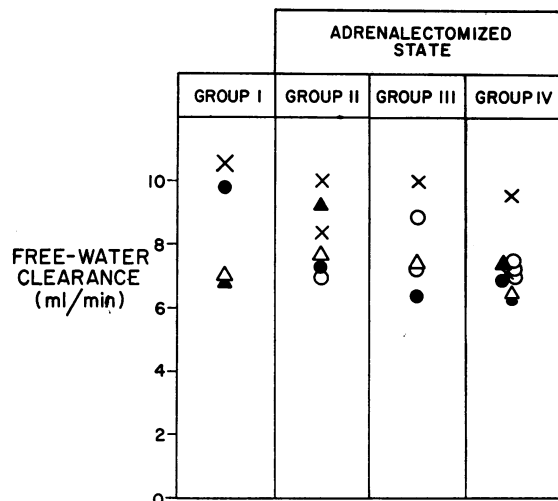 ADRENALECTOMIZED
STATE
GROUP I GROUP II GROUP III GROUP IV
FREE-WATER
CLEARANCE
(ml/min)
10
8
6
4
2
0